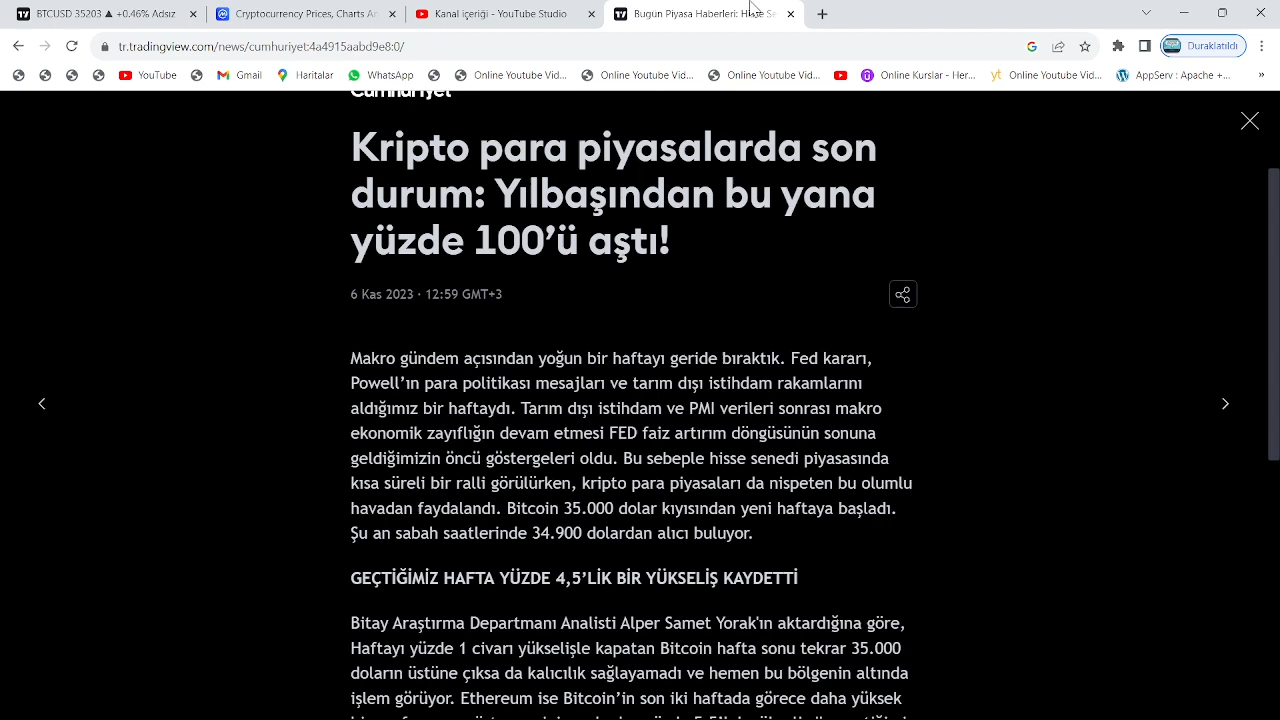 BTCUSD 35203 ▲ +0.46% Adsız
Cryptocurrency Prices, Charts Ar
Kanal içeriği - YouTube Studio
Bugün Piyasa Haberleri: Hisse Se
tr.tradingview.com/news/cumhuriyet:4a4915aabd9e8:0/
Duraklatıldı
YouTube
Gmail
Haritalar
WhatsApp
Online Youtube Vid...
Online Youtube Vid...
Online Youtube Vid...
Online Kurslar - Her...
Online Youtube Vid...
AppServ : Apache +...
Cumhuriyet
Kripto para piyasalarda son
durum: Yılbaşından bu yana
yüzde 100’ü aştı!
6 Kas 2023 · 12:59 GMT+3
Makro gündem açısından yoğun bir haftayı geride bıraktık. Fed kararı,
Powell’ın para politikası mesajları ve tarım dışı istihdam rakamlarını
aldığımız bir haftaydı. Tarım dışı istihdam ve PMI verileri sonrası makro
ekonomik zayıflığın devam etmesi FED faiz artırım döngüsünün sonuna
geldiğimizin öncü göstergeleri oldu. Bu sebeple hisse senedi piyasasında
kısa süreli bir ralli görülürken, kripto para piyasaları da nispeten bu olumlu
havadan faydalandı. Bitcoin 35.000 dolar kıyısından yeni haftaya başladı.
Şu an sabah saatlerinde 34.900 dolardan alıcı buluyor.
GEÇTİĞİMİZ HAFTA YÜZDE 4,5’LİK BİR YÜKSELİŞ KAYDETTİ
Bitay Araştırma Departmanı Analisti Alper Samet Yorak'ın aktardığına göre,
Haftayı yüzde 1 civarı yükselişle kapatan Bitcoin hafta sonu tekrar 35.000
doların üstüne çıksa da kalıcılık sağlayamadı ve hemen bu bölgenin altında
işlem görüyor. Ethereum ise Bitcoin’in son iki haftada görece daha yüksek